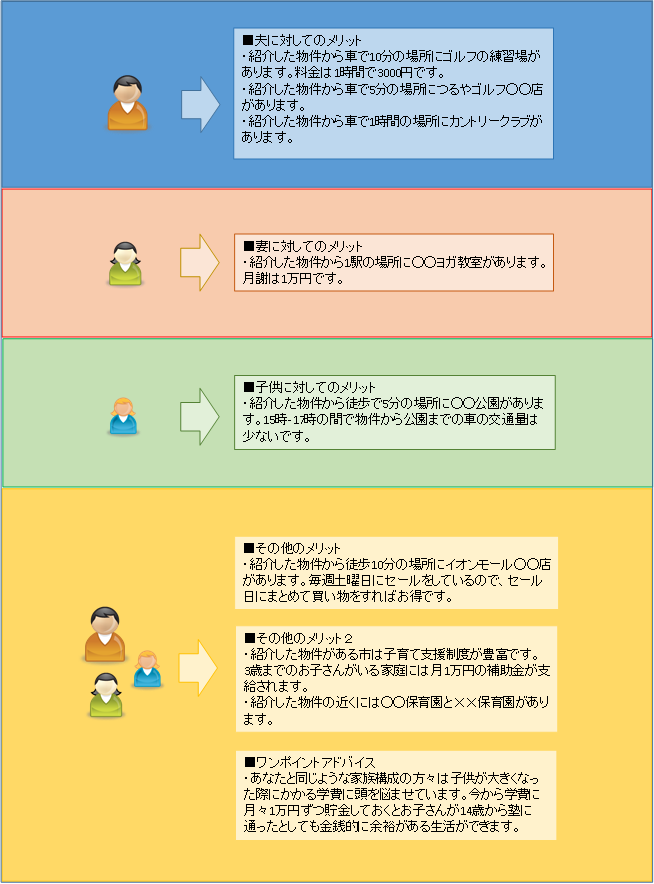 ■夫に対してのメリット
・紹介した物件から車で10分の場所にゴルフの練習場が
あります。料金は1時間で3000円です。
・紹介した物件から車で5分の場所につるやゴルフ〇〇店
があります。
・紹介した物件から車で1時間の場所にカントリークラブが
あります。
■妻に対してのメリット
・紹介した物件から1駅の場所に〇〇ヨガ教室があります。
月謝は1万円です。
■子供に対してのメリット
・紹介した物件から徒歩で5分の場所に〇〇公園がありま
す。15時-17時の間で物件から公園までの車の交通量は
少ないです。
■その他のメリット
・紹介した物件から徒歩10分の場所にイオンモール〇〇店
があります。毎週土曜日にセールをしているので、セール
日にまとめて買い物をすればお得です。
■その他のメリット２
・紹介した物件がある市は子育て支援制度が豊富です。
3歳までのお子さんがいる家庭には月1万円の補助金が支
給されます。
・紹介した物件の近くには〇〇保育園と××保育園があり
ます。
■ワンポイントアドバイス
・あなたと同じような家族構成の方々は子供が大きくなっ
た際にかかる学費に頭を悩ませています。今から学費に
月々1万円ずつ貯金しておくとお子さんが14歳から塾に
通ったとしても金銭的に余裕がある生活ができます。